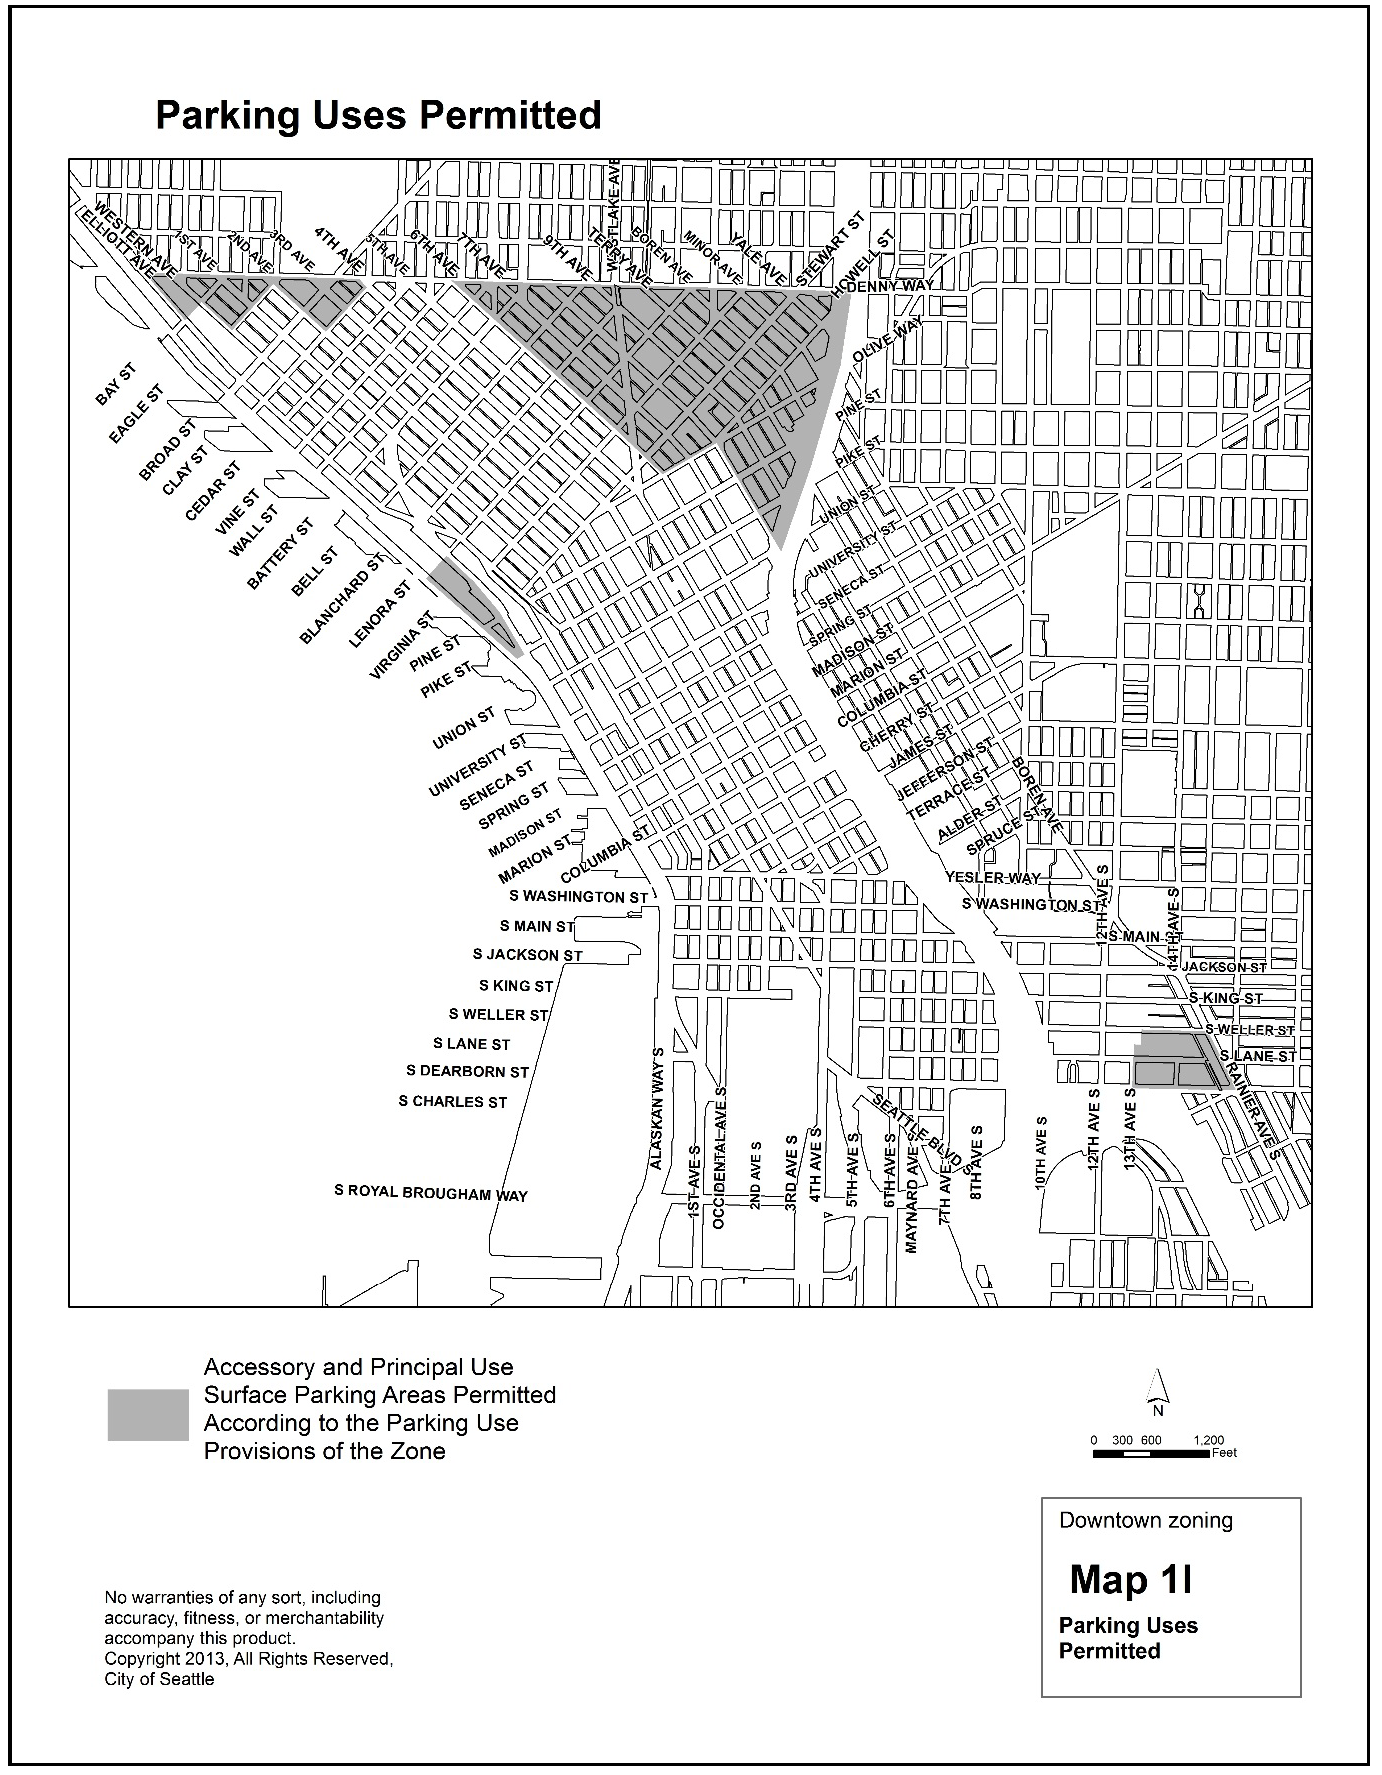 Parking Uses Permitted
WESTERN AVE
ELLIOTT AVE
1ST AVE
2ND AVE
3RD AVE
4TH AVE
5TH AVE
6TH AVE
7TH AVE
9TH AVE
WESTLAKE AVE
TERRY AVE
BOREN AVE
MINOR AVE
YALE AVE
STEWART ST
HOWELL ST
DENNY WAY
OLIVE WAY
PINE ST
PIKE ST
UNION ST
UNIVERSITY ST
SENECA ST
SPRING ST
MADISON ST
MARION ST
COLUMBIA ST
CHERRY ST
JAMES ST
JEFFERSON ST
TERRACE ST
ALDER ST
SPRUCE ST
BOREN AVE
YESLER WAY
S WASHINGTON ST
12TH AVE S
14TH AVE S
S MAIN
JACKSON ST
S KING ST
S WELLER ST
S LANE ST
RAINIER AVE S
BAY ST
EAGLE ST
BROAD ST
CLAY ST
CEDAR ST
VINE ST
WALL ST
BATTERY ST
BELL ST
BLANCHARD ST
LENORA ST
VIRGINIA ST
PINE ST
PIKE ST
UNION ST
UNIVERSITY ST
SENECA ST
SPRING ST
MADISON ST
MARION ST
COLUMBIA ST
S WASHINGTON ST
S MAIN ST
S JACKSON ST
S KING ST
S WELLER ST
S LANE ST
S DEARBORN ST
S CHARLES ST
S ROYAL BROUGHAM WAY
ALASKAN WAY S
1ST AVE S
OCCIDENTAL AVE S
2ND AVE S
3RD AVE S
4TH AVE S
5TH AVE S
6TH AVE S
MAYNARD AVE S
7TH AVE S
8TH AVE S
SEATTLE BLVD S
10TH AVE S
12TH AVE S
13TH AVE S
Accessory and Principal Use
Surface Parking Areas Permitted
According to the Parking Use
Provisions of the Zone
N
0 300 600 1,200
Feet
Downtown zoning
Map 1I
Parking Uses
Permitted
No warranties of any sort, including
accuracy, fitness, or merchantability
accompany this product.
Copyright 2013, All Rights Reserved,
City of Seattle